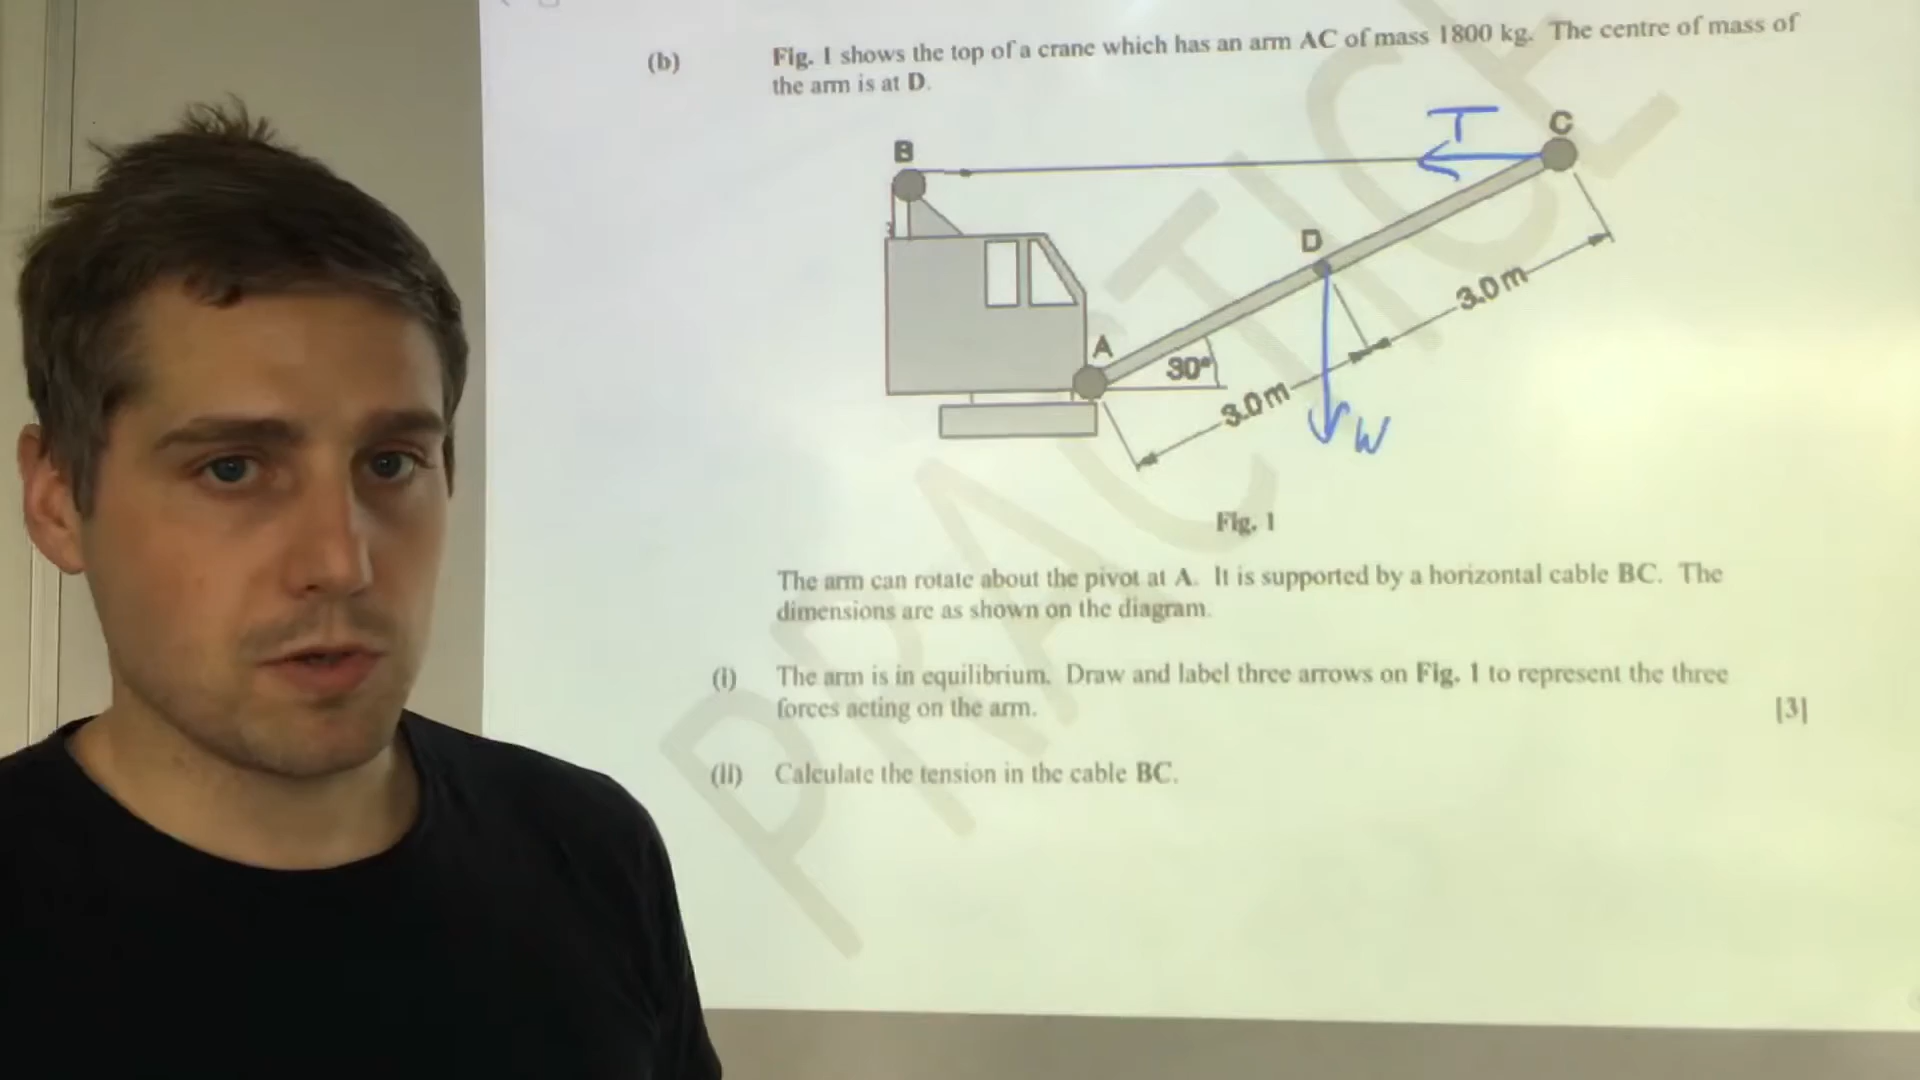 (b) Fig. 1 shows the top of a crane which has an arm AC of mass 1800 kg. The centre of mass of
the arm is at D.
T
C
B
D
3.0m
A
30°
3.0m
W
Fig. 1
The arm can rotate about the pivot at A. It is supported by a horizontal cable BC. The
dimensions are as shown on the diagram.
(i) The arm is in equilibrium. Draw and label three arrows on Fig. 1 to represent the three
forces acting on the arm. [3]
(ii) Calculate the tension in the cable BC.
PRACTICE